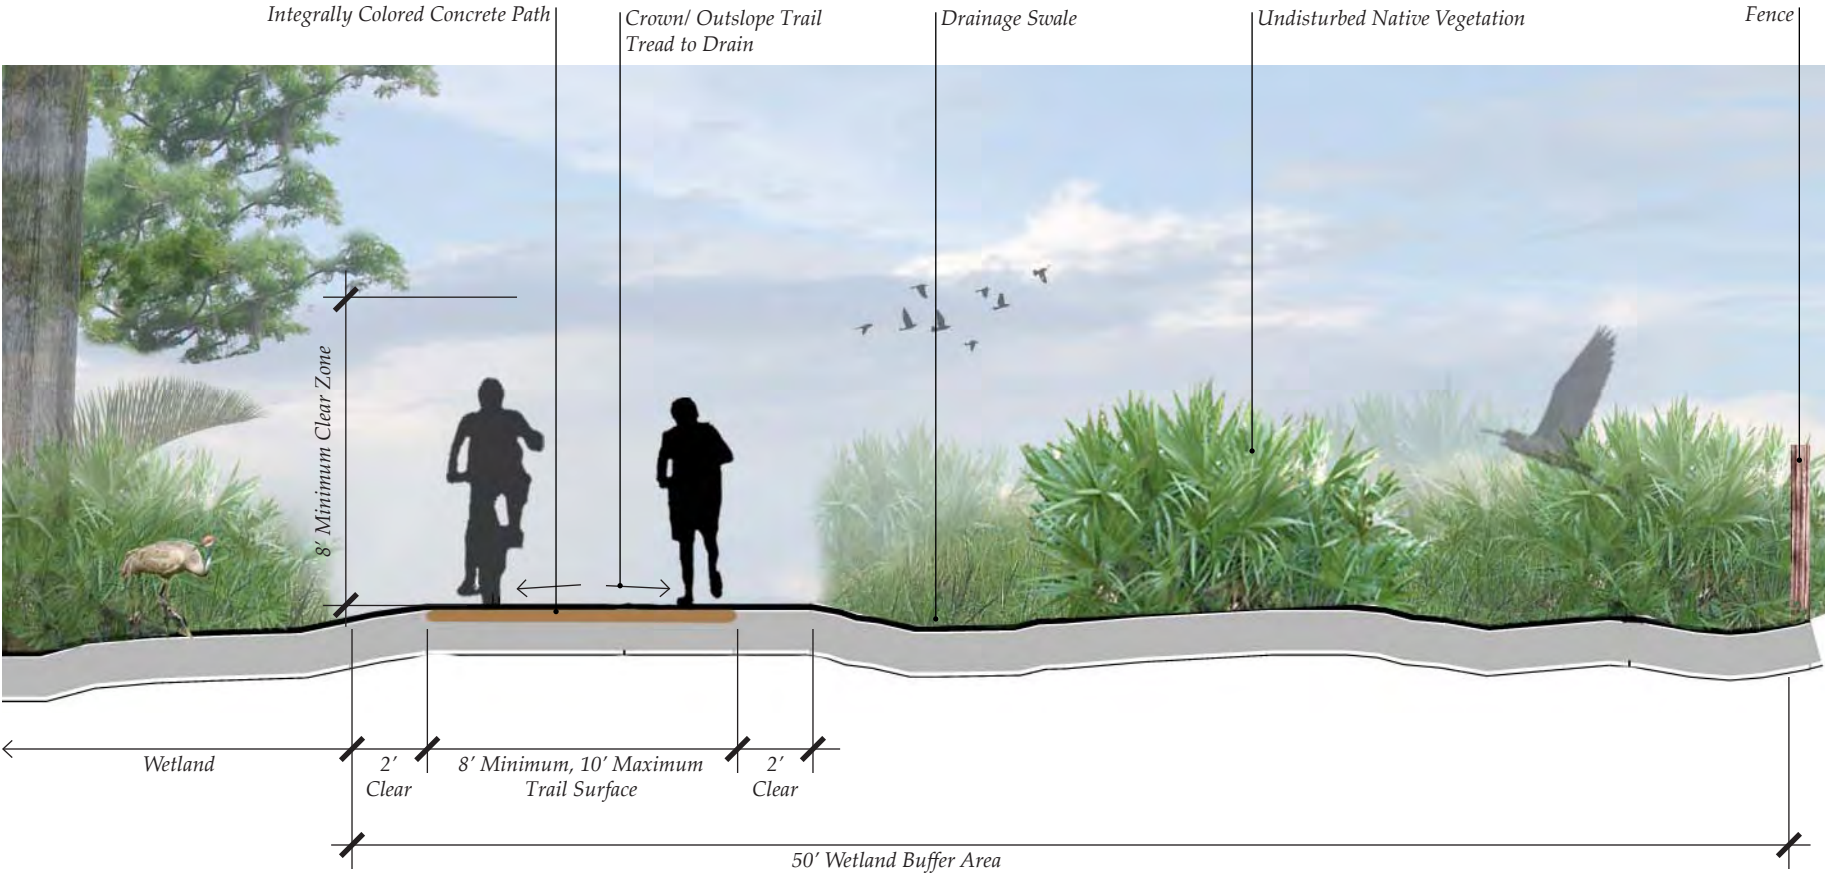 Integrally Colored Concrete Path
Crown/ Outslope Trail
Tread to Drain
Drainage Swale
Undisturbed Native Vegetation
Fence
8' Minimum Clear Zone
Wetland
2'
Clear
8' Minimum, 10' Maximum
Trail Surface
2'
Clear
50' Wetland Buffer Area